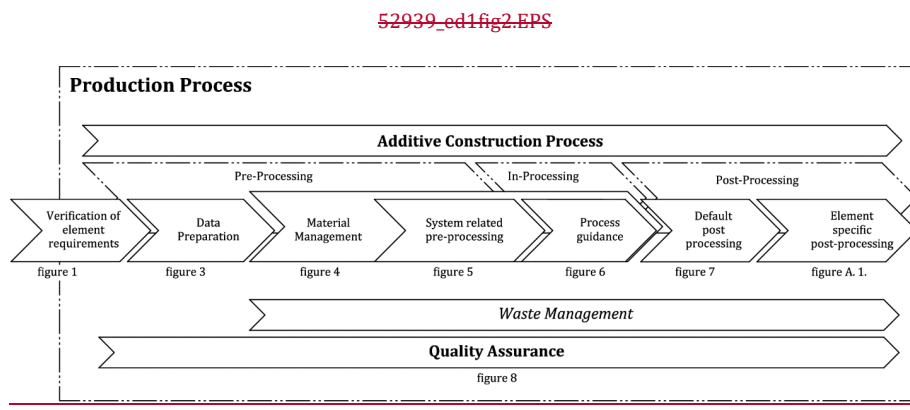 52939_ed1fig2.EPS
Production Process
Additive Construction Process
Pre-Processing
In-Processing
Post-Processing
Verification of
element
requirements
Data
Preparation
Material
Management
System related
pre-processing
Process
guidance
Default
post
processing
Element
specific
post-processing
figure 1
figure 3
figure 4
figure 5
figure 6
figure 7
figure A. 1.
Waste Management
Quality Assurance
figure 8